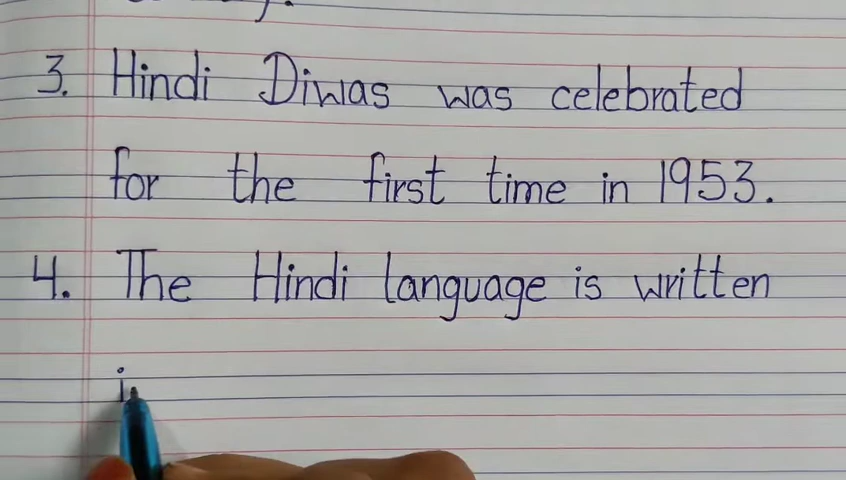 3. Hindi Diwas was celebrated
for the first time in 1953.
4. The Hindi language is written
i